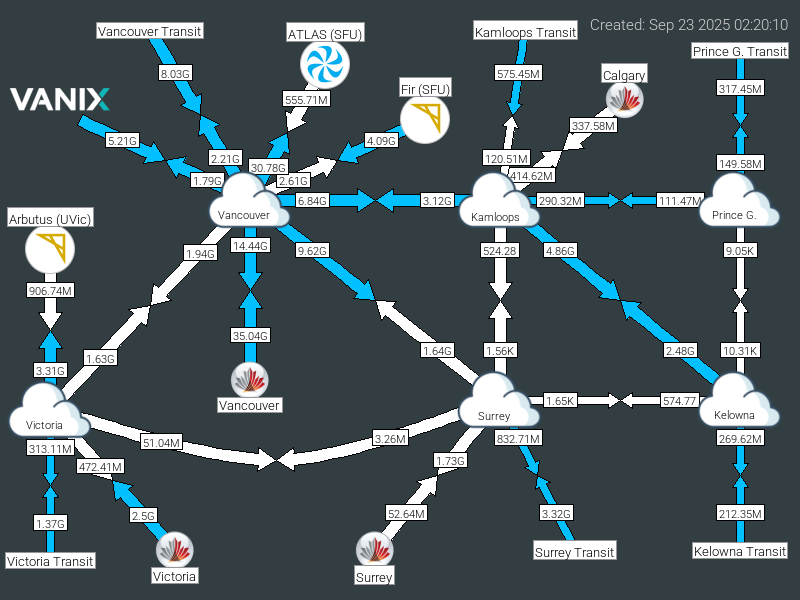 Created: Sep 23 2025 02:20:10
Vancouver Transit
ATLAS (SFU)
Kamloops Transit
Prince G. Transit
8.03G
575.45M
Calgary
317.45M
VANIX
555.71M
Fir (SFU)
337.58M
5.21G
4.09G
2.21G
120.51M
149.58M
30.78G
1.79G
2.61G
414.62M
6.84G
3.12G
290.32M
111.47M
Vancouver
Kamloops
Prince G.
Arbutus (UVic)
14.44G
9.62G
524.28
4.86G
9.05K
1.94G
906.74M
35.04G
1.63G
1.64G
1.56K
2.48G
10.31K
3.31G
Vancouver
1.65K
574.77
Victoria
Surrey
Kelowna
51.04M
3.26M
832.71M
269.62M
313.11M
472.41M
1.73G
1.37G
2.5G
52.64M
3.32G
212.35M
Victoria Transit
Victoria
Surrey
Surrey Transit
Kelowna Transit